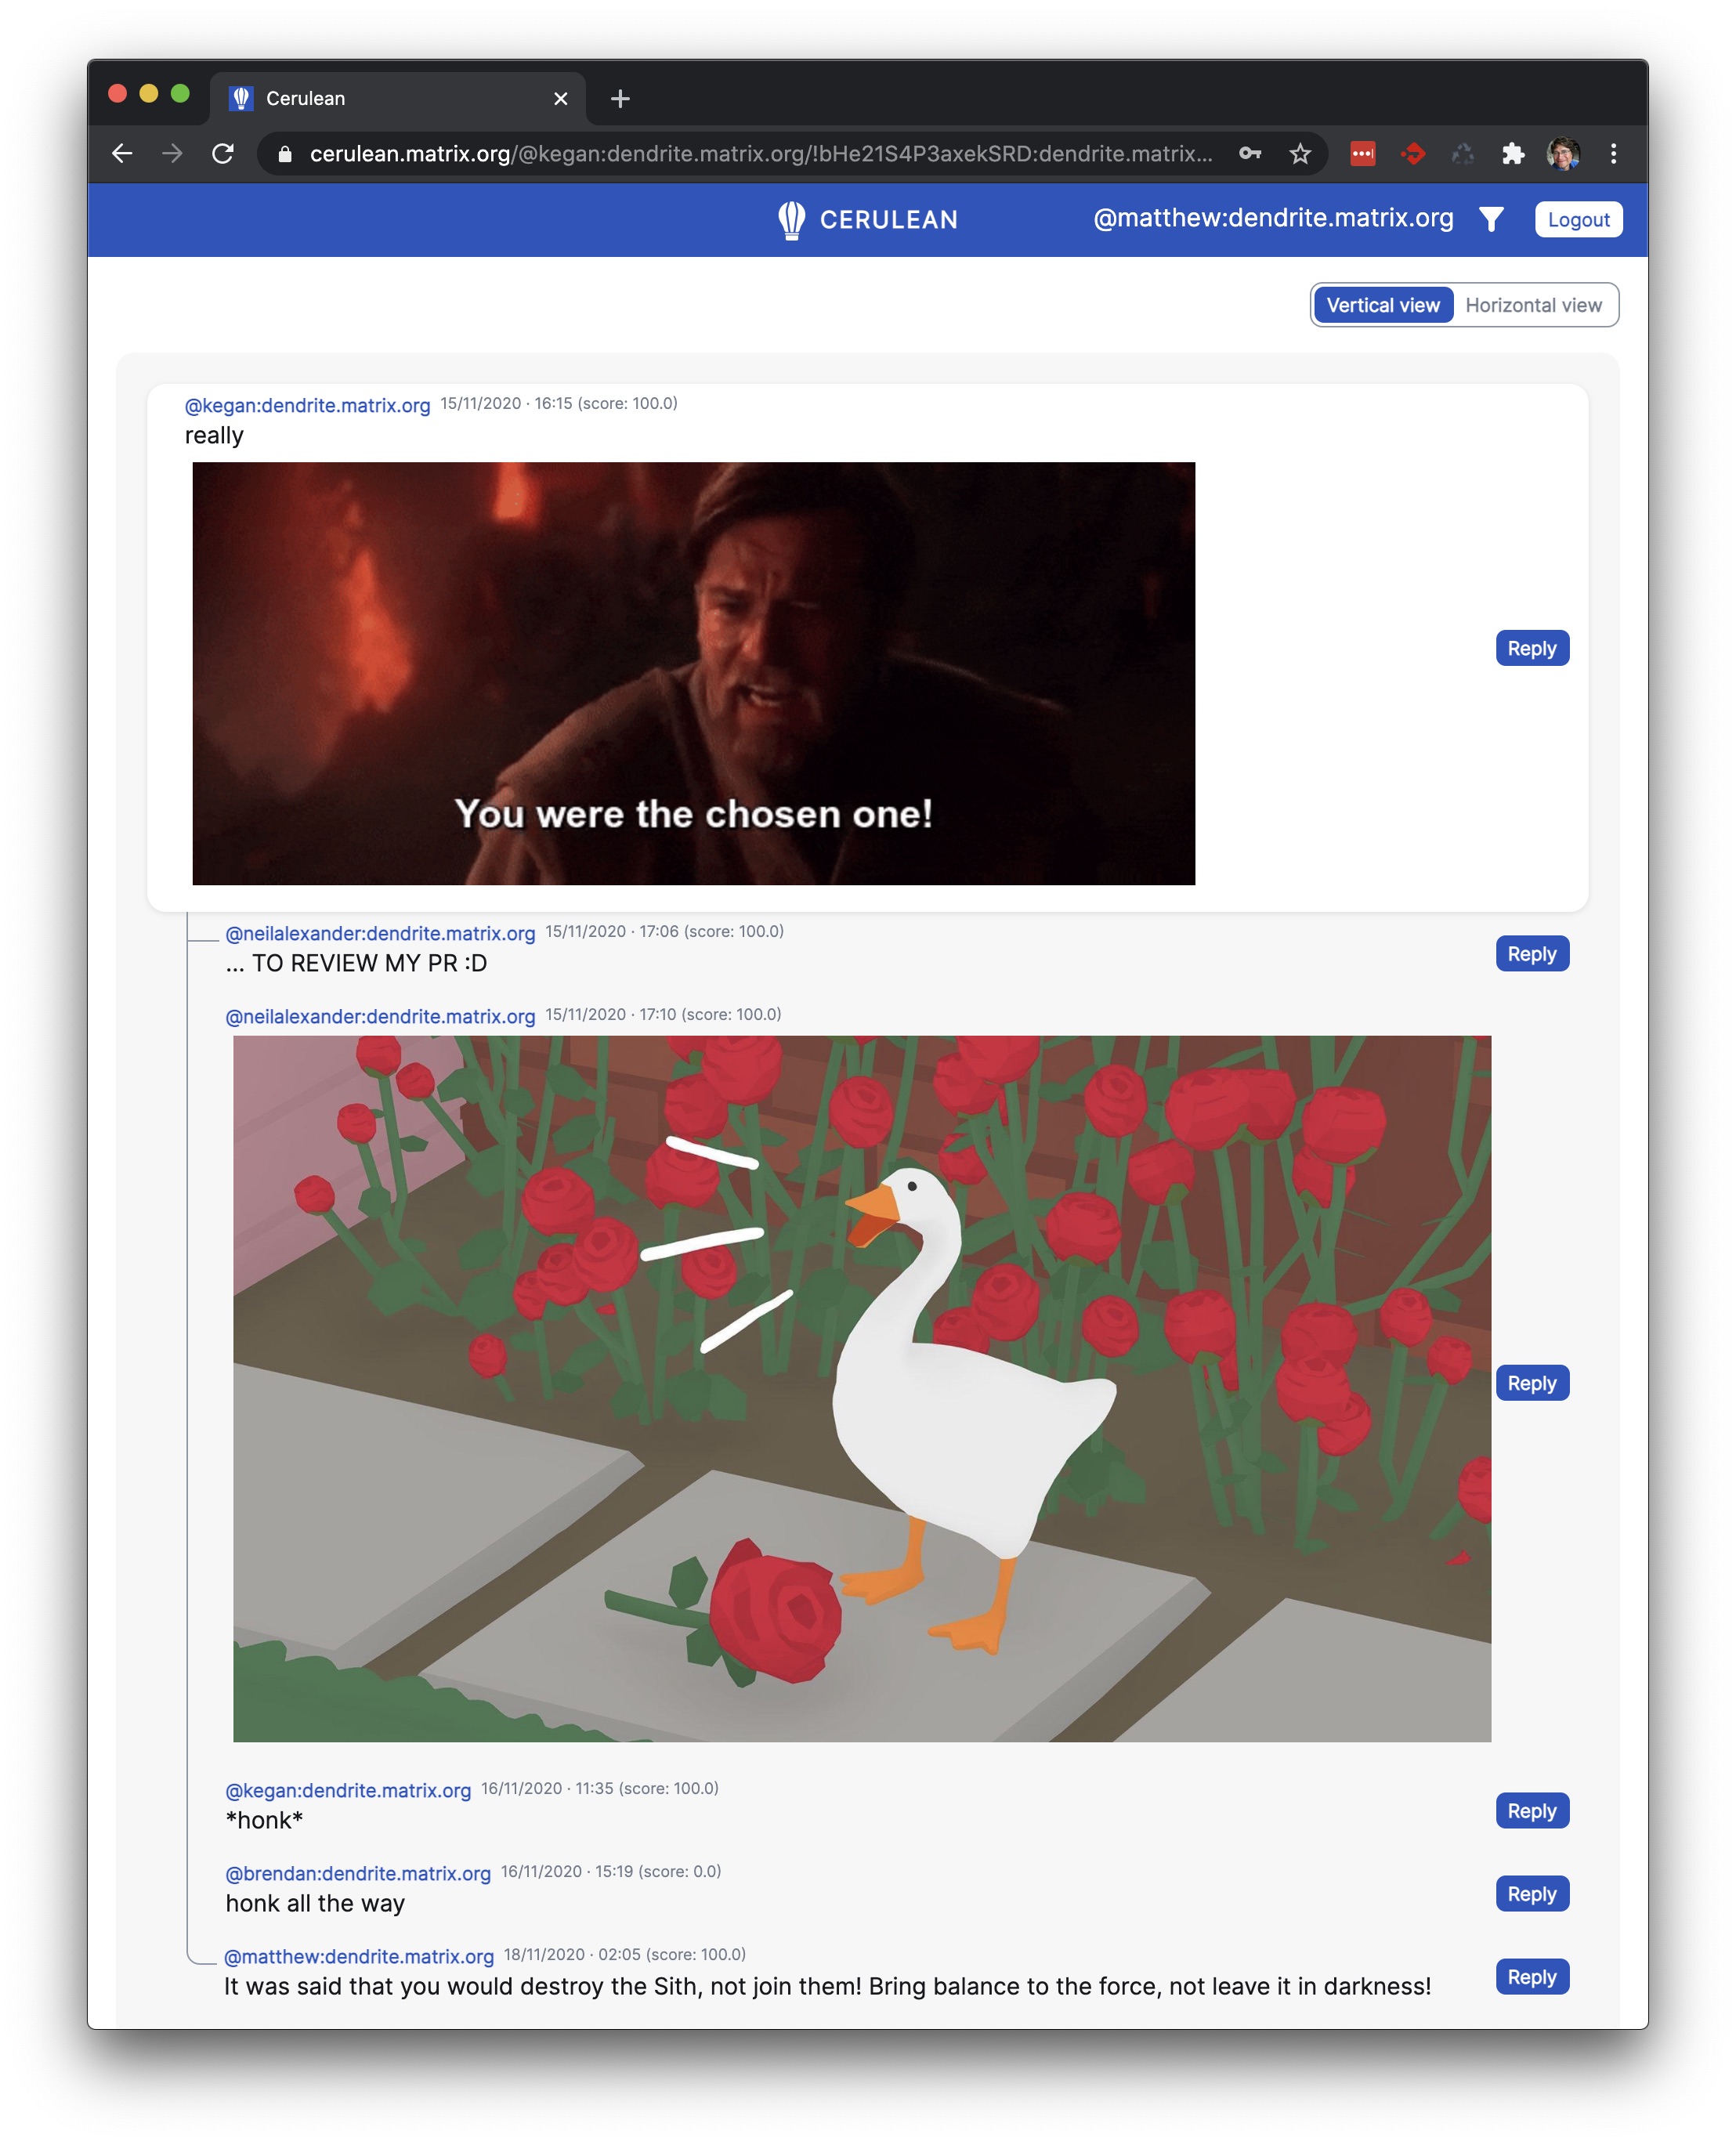 Cerulean
cerulean.matrix.org/@kegan:dendrite.matrix.org/!bHe21S4P3axekSRD:dendrite.matrix...
CERULEAN
@matthew:dendrite.matrix.org
Logout
Vertical view
Horizontal view
@kegan:dendrite.matrix.org 15/11/2020 · 16:15 (score: 100.0)
really
You were the chosen one!
Reply
@neilalexander:dendrite.matrix.org 15/11/2020 · 17:06 (score: 100.0)
... TO REVIEW MY PR :D
Reply
@neilalexander:dendrite.matrix.org 15/11/2020 · 17:10 (score: 100.0)
Reply
@kegan:dendrite.matrix.org 16/11/2020 · 11:35 (score: 100.0)
*honk*
Reply
@brendan:dendrite.matrix.org 16/11/2020 · 15:19 (score: 0.0)
honk all the way
Reply
@matthew:dendrite.matrix.org 18/11/2020 · 02:05 (score: 100.0)
It was said that you would destroy the Sith, not join them! Bring balance to the force, not leave it in darkness!
Reply